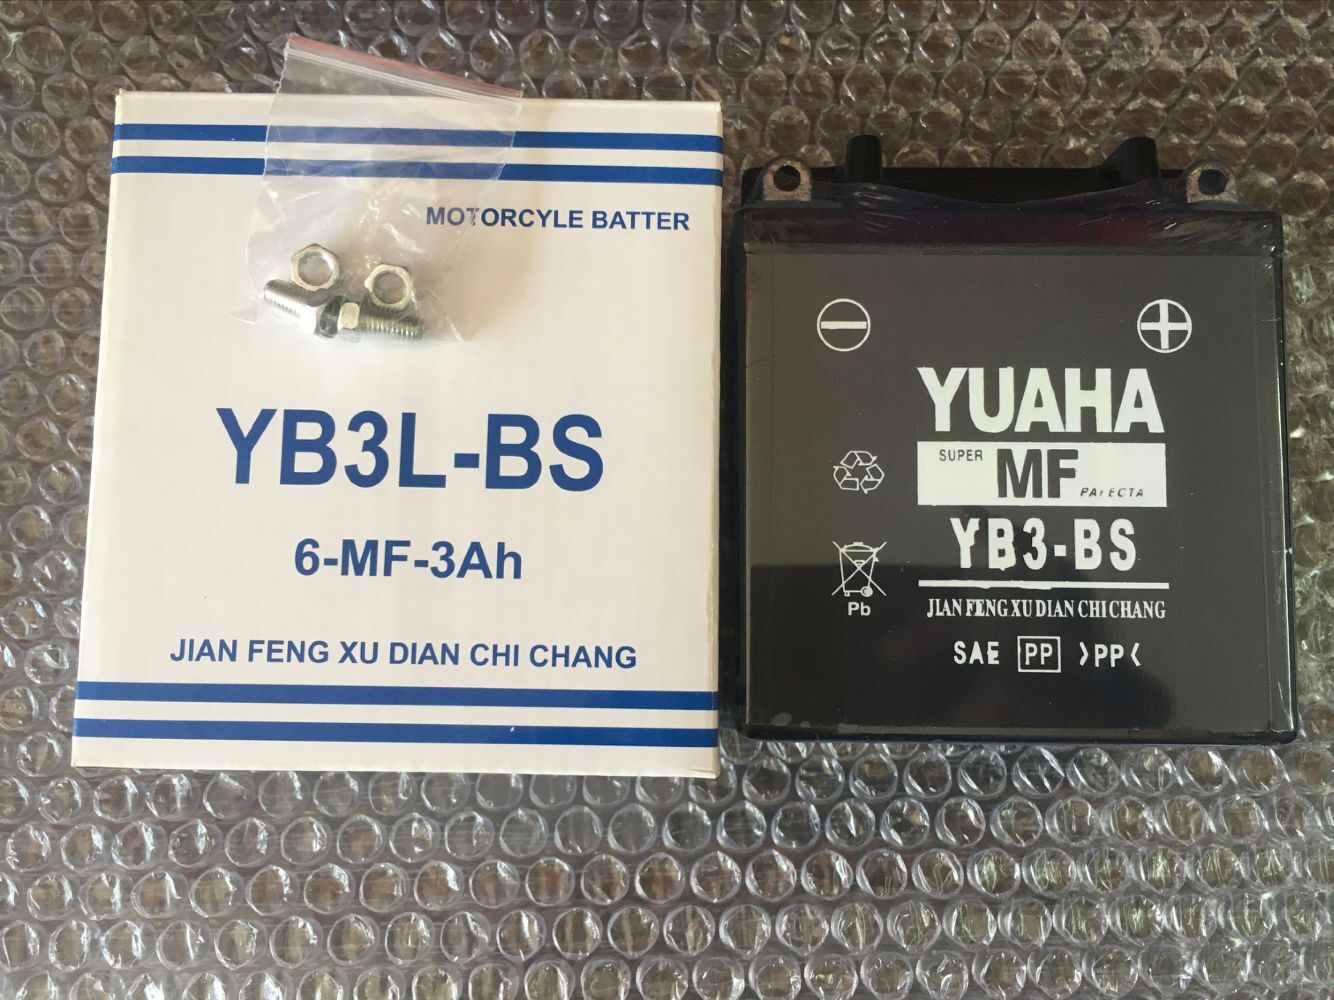 MOTORCYLE BATTER
YB3L-BS
6-MF-3Ah
JIAN FENG XU DIAN CHI CHANG
YUAHA
SUPER MF PAFECTA
YB3-BS
JIAN FENG XU DIAN CHI CHANG
Pb
SAE PP >PP<